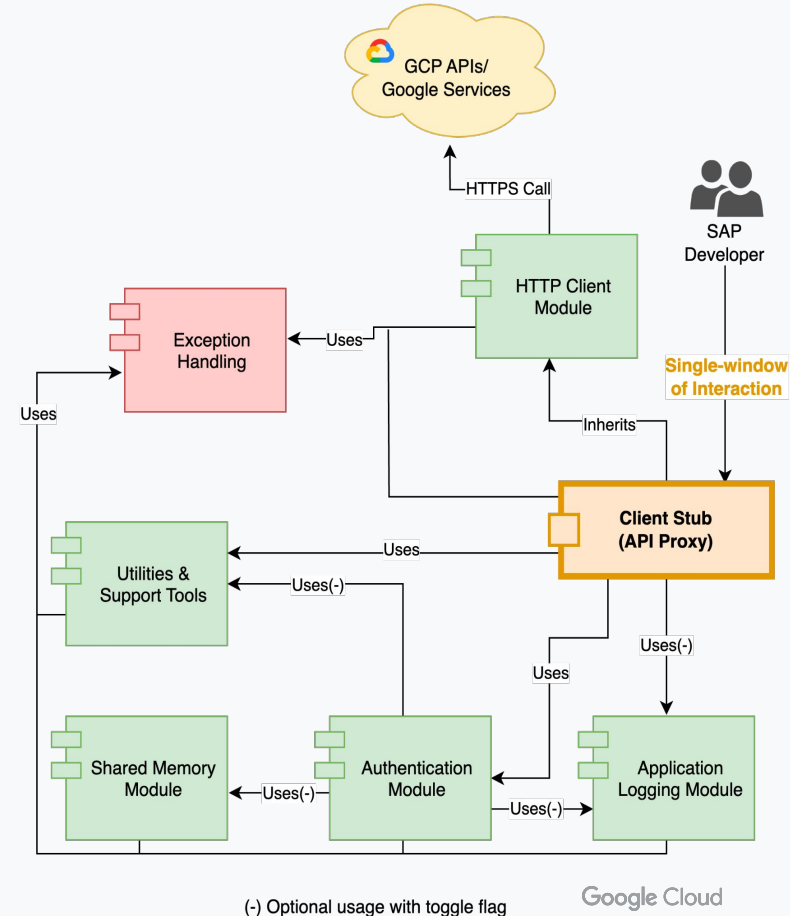 GCP APIs/
Google Services
HTTPS Call
SAP
Developer
HTTP Client
Module
Exception
Handling
Uses
Single-window
of Interaction
Uses
Inherits
Client Stub
(API Proxy)
Uses
Utilities &
Support Tools
Uses(-)
Uses(-)
Uses
Shared Memory
Module
Authentication
Module
Application
Logging Module
Uses(-)
Uses(-)
(-) Optional usage with toggle flag
Google Cloud